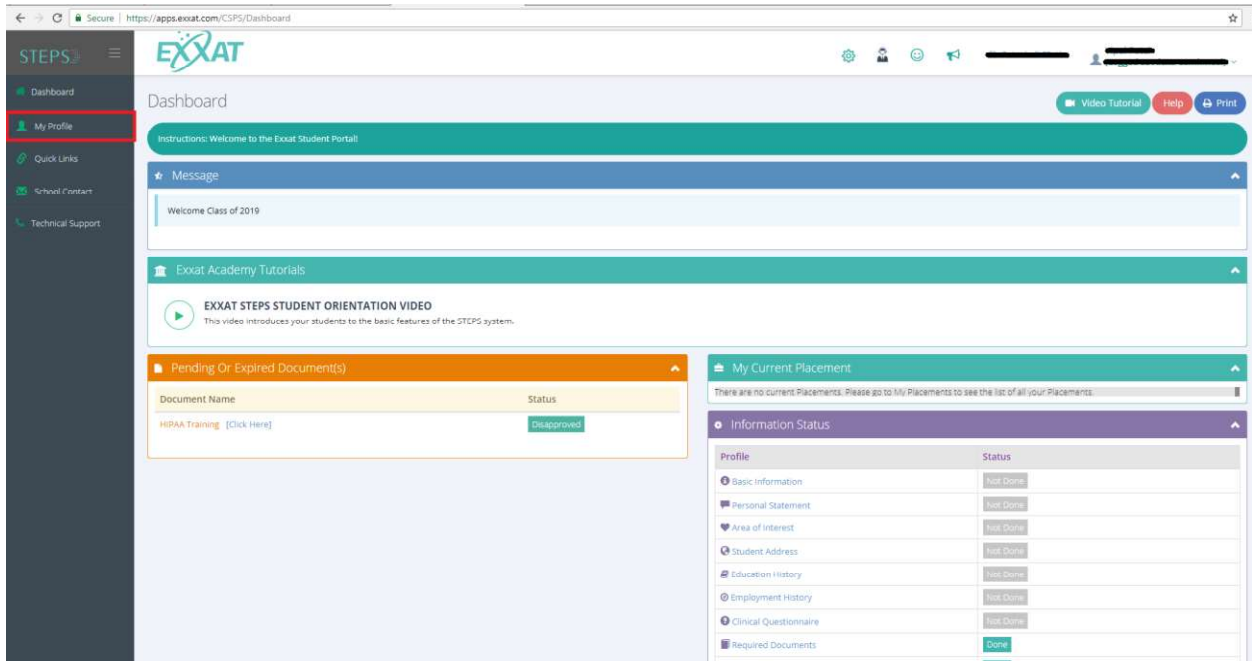 Secure | https://apps.exxat.com/CSPS/Dashboard
STEPS
EXXAT
Dashboard
My Profile
Quick Links
School Contact
Technical Support
Dashboard
Video Tutorial
Help
Print
Instructions: Welcome to the Exxat Student Portal!
Message
Welcome Class of 2019
Exxat Academy Tutorials
EXXAT STEPS STUDENT ORIENTATION VIDEO
This video introduces your students to the basic features of the STEPS system.
Pending Or Expired Document(s)
Document Name Status
HIPAA Training [Click Here] Disapproved
My Current Placement
There are no current Placements. Please go to My Placements to see the list of all your Placements.
Information Status
Profile Status
Basic Information Not Done
Personal Statement Not Done
Area of Interest Not Done
Student Address Not Done
Education History Not Done
Employment History Not Done
Clinical Questionnaire Not Done
Required Documents Done